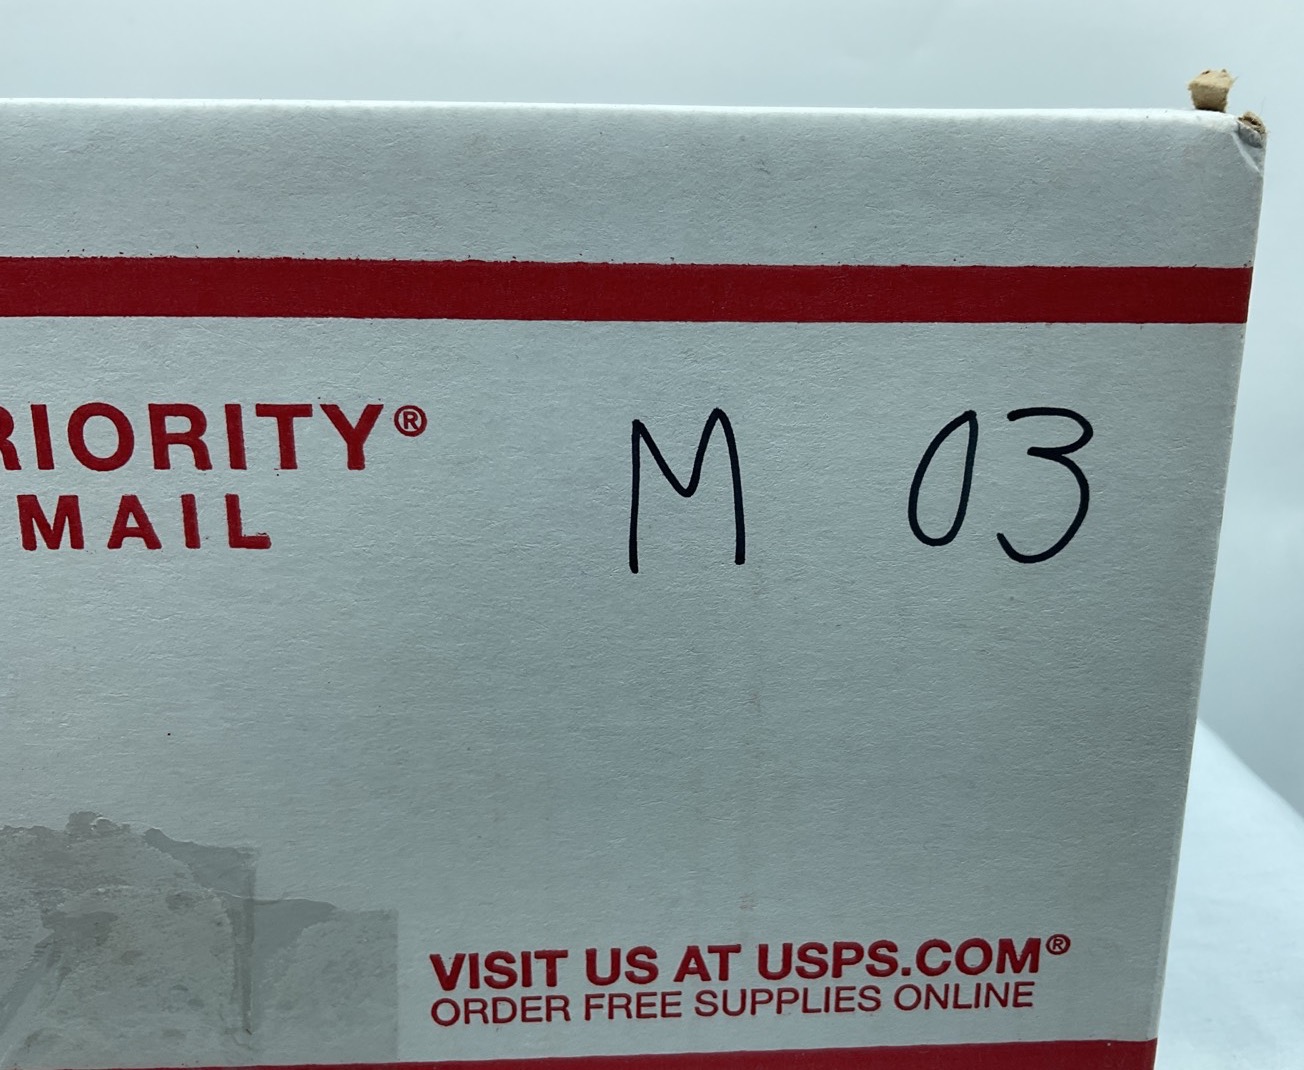 RIORITY®
MAIL
M 03
VISIT US AT USPS.COM®
ORDER FREE SUPPLIES ONLINE